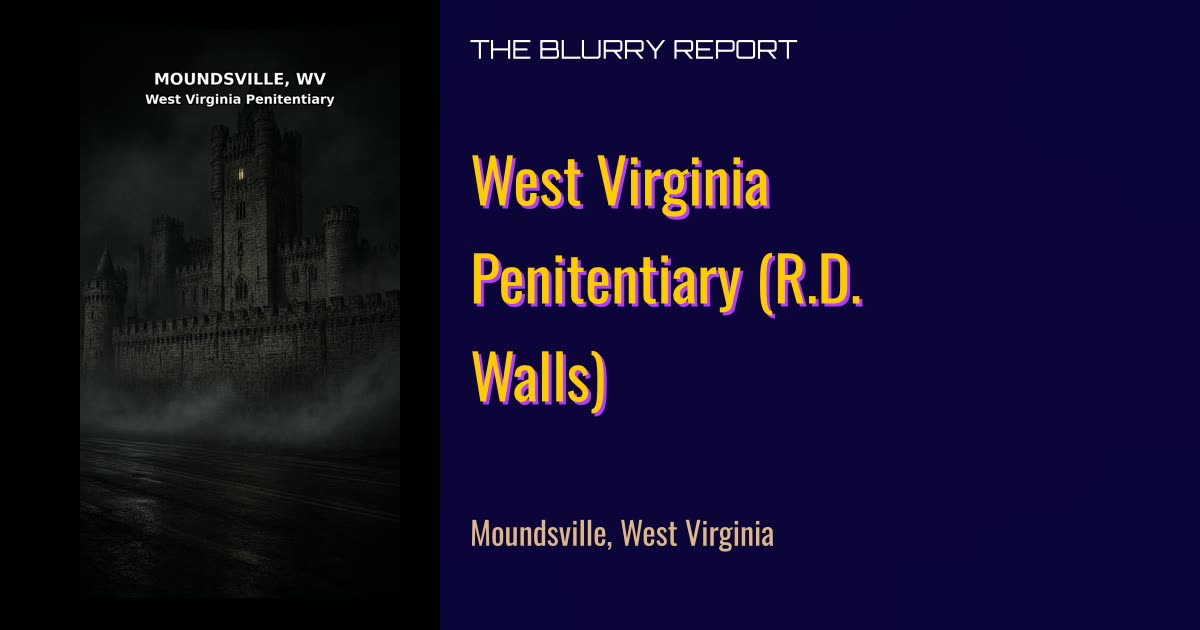 MOUNDSVILLE, WV
West Virginia Penitentiary
THE BLURRY REPORT
West Virginia
Penitentiary (R.D.
Walls)
Moundsville, West Virginia